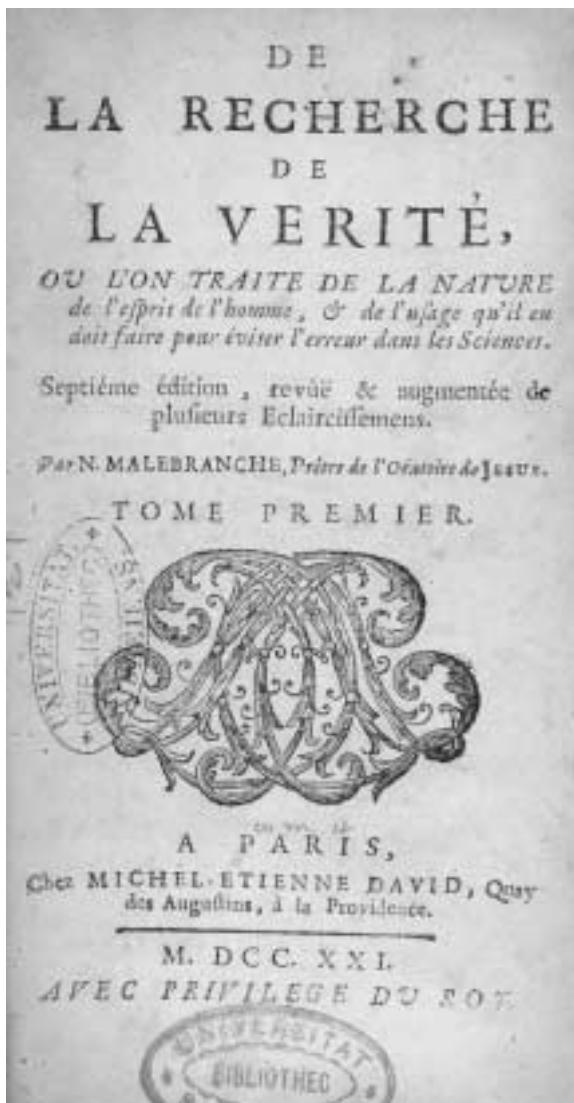 DE
LA RECHERCHE
DE
LA VERITÉ,
OU L'ON TRAITE DE LA NATURE
de l'eſprit de l'homme, & de l'uſage qu'il en
doit faire pour éviter l'erreur dans les Sciences.
Septiéme édition, revûë & augmentée de
pluſieurs Eclairciſſemens.
Par N. MALEBRANCHE, Prêtre de l'Oratoire de JESUS.
TOME PREMIER.
UNIVERSITAT
BIBLIOTHEC
A PARIS,
Chez MICHEL-ETIENNE DAVID, Quay
des Auguſtins, à la Providence.
M. DCC. XXI.
AVEC PRIVILEGE DU ROY.
UNIVERSITAT
BIBLIOTHEC